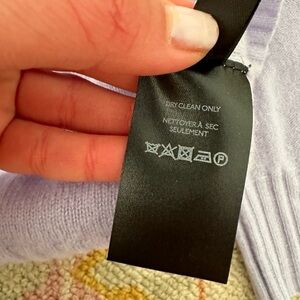 DRY CLEAN ONLY
NETTOYER À SEC
SEULEMENT
P